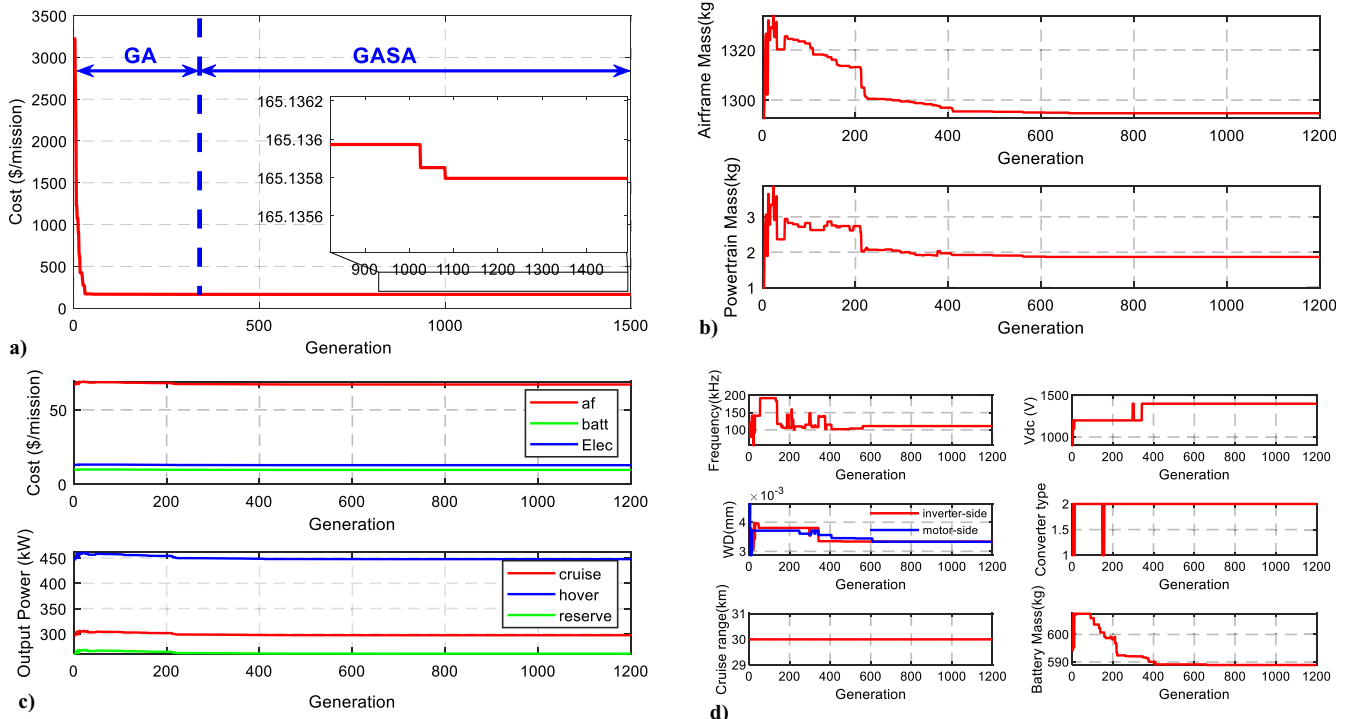 3500
3000
2500
2000
1500
1000
500
0
Cost ($/mission)
GA
GASA
165.1362
165.136
165.1358
165.1356
900 1000 1100 1200 1300 1400
0 500 1000 1500
Generation
a)
1320
1300
Airframe Mass(kg
0 200 400 600 800 1000 1200
Generation
3
2
1
Powertrain Mass(kg)
0 200 400 600 800 1000 1200
Generation
b)
50
0
Cost ($/mission)
af
batt
Elec
0 200 400 600 800 1000 1200
Generation
450
400
350
300
Output Power (kW)
cruise
hover
reserve
0 200 400 600 800 1000 1200
Generation
c)
200
150
100
Frequency(kHz)
0 200 400 600 800 1000 1200
Generation
1500
1000
Vdc (V)
0 200 400 600 800 1000 1200
Generation
× 10⁻³
4
3
WD(mm)
inverter-side
motor-side
0 200 400 600 800 1000 1200
Generation
2
1.5
1
Converter type
0 200 400 600 800 1000 1200
Generation
31
30
29
Cruise range(km)
0 200 400 600 800 1000 1200
Generation
600
590
Battery Mass(kg)
0 200 400 600 800 1000 1200
Generation
d)